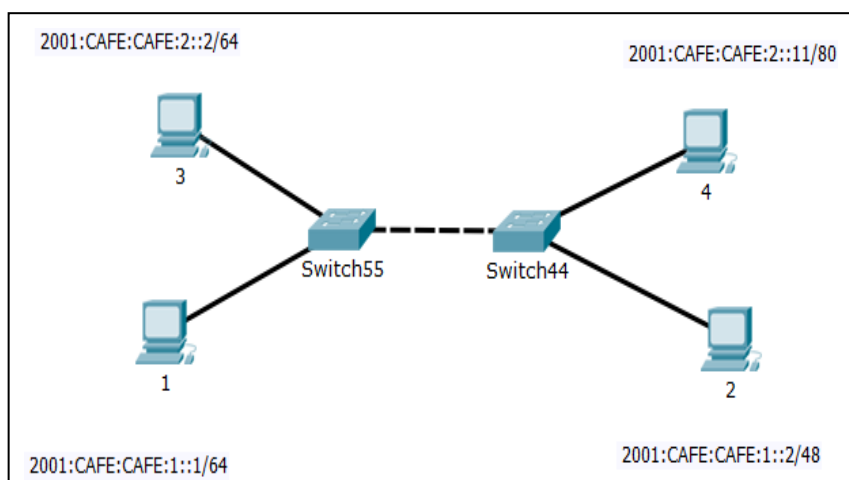 2001:CAFE:CAFE:2::2/64
2001:CAFE:CAFE:2::11/80
3
4
Switch55
Switch44
1
2
2001:CAFE:CAFE:1::1/64
2001:CAFE:CAFE:1::2/48